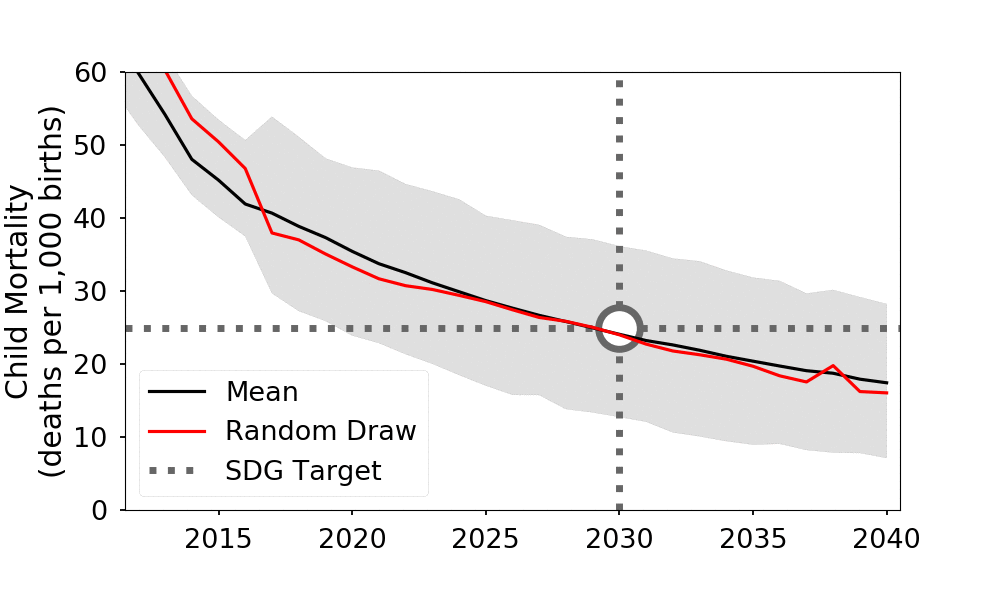 Child Mortality
(deaths per 1,000 births)
60
50
40
30
20
10
0
Mean
Random Draw
SDG Target
2015
2020
2025
2030
2035
2040